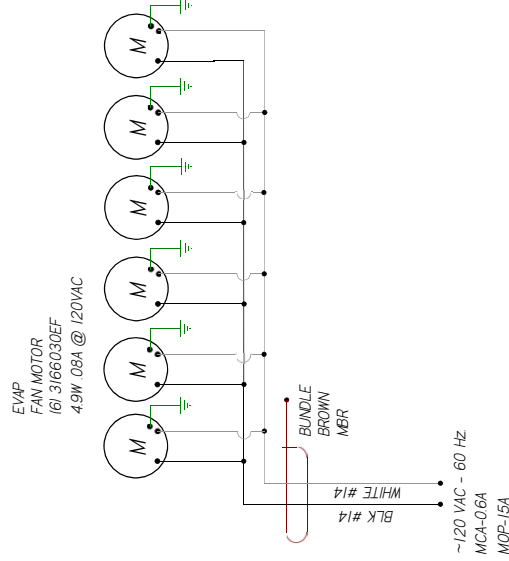 M
M
M
M
M
M
EVAP
FAN MOTOR
(6) 3166030EF
4.9W .08A @ 120VAC
BUNDLE
BROWN
MBR
WHITE #14
BLK #14
~120 VAC - 60 Hz.
MCA-0.6A
MOP-15A